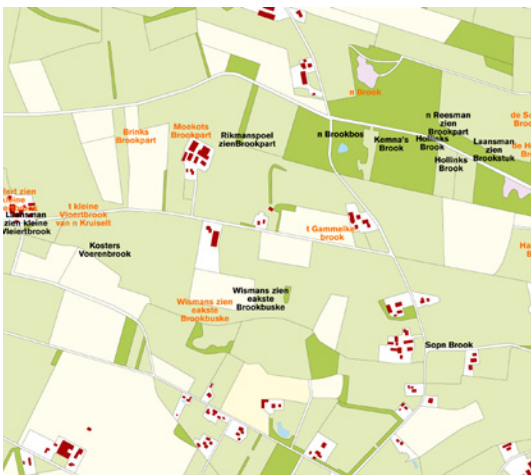 n Brook
n Reesman
zien
Brookpart
Brinks
Brookpart
Moekots
Brookpart
Rikmanspoel
zienBrookpart
n Brookbos
Kemna's
Brook
Hollinks
Brook
Laansman
zien
Brookstuk
Hollinks
Brook
t kleine
Vloertbrook
van n Kruiselt
Laansman
zien kleine
Vleiertbrook
t Gammelke
brook
Kosters
Voerenbrook
Wismans zien
eakste
Brookbuske
Wismans zien
eakste
Brookbuske
Sopn Brook